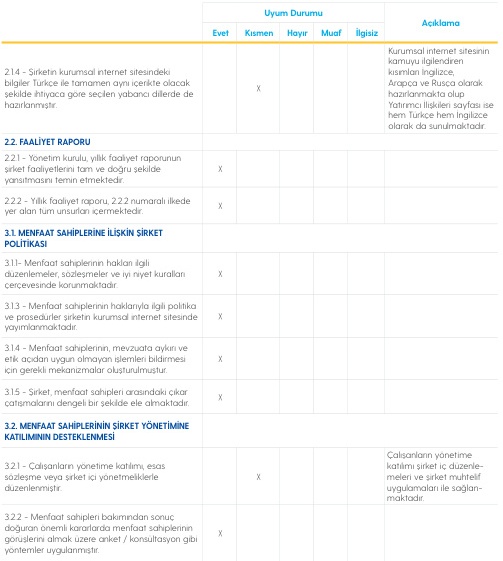 Uyum Durumu
Açıklama
Evet Kısmen Hayır Muaf İlgisiz
2.1.4 - Şirketin kurumsal internet sitesindeki
bilgiler Türkçe ile tamamen aynı içerikte olacak
şekilde ihtiyaca göre seçilen yabancı dillerde de
hazırlanmıştır.
X
Kurumsal internet sitesinin
kamuyu ilgilendiren
kısımları İngilizce,
Arapça ve Rusça olarak
hazırlanmakta olup
Yatırımcı İlişkileri sayfası ise
hem Türkçe hem İngilizce
olarak da sunulmaktadır.
2.2. FAALİYET RAPORU
2.2.1 - Yönetim kurulu, yıllık faaliyet raporunun
şirket faaliyetlerini tam ve doğru şekilde
yansıtmasını temin etmektedir.
X
2.2.2 - Yıllık faaliyet raporu, 2.2.2 numaralı ilkede
yer alan tüm unsurları içermektedir.
X
3.1. MENFAAT SAHİPLERİNE İLİŞKİN ŞİRKET
POLİTİKASI
3.1.1- Menfaat sahiplerinin hakları ilgili
düzenlemeler, sözleşmeler ve iyi niyet kuralları
çerçevesinde korunmaktadır.
X
3.1.3 - Menfaat sahiplerinin haklarıyla ilgili politika
ve prosedürler şirketin kurumsal internet sitesinde
yayımlanmaktadır.
X
3.1.4 - Menfaat sahiplerinin, mevzuata aykırı ve
etik açıdan uygun olmayan işlemleri bildirmesi
için gerekli mekanizmalar oluşturulmuştur.
X
3.1.5 - Şirket, menfaat sahipleri arasındaki çıkar
çatışmalarını dengeli bir şekilde ele almaktadır.
X
3.2. MENFAAT SAHİPLERİNİN ŞİRKET YÖNETİMİNE
KATILIMININ DESTEKLENMESİ
3.2.1 - Çalışanların yönetime katılımı, esas
sözleşme veya şirket içi yönetmeliklerle
düzenlenmiştir.
X
Çalışanların yönetime
katılımı şirket iç düzenle-
meleri ve şirket muhtelif
uygulamaları ile sağlan-
maktadır.
3.2.2 - Menfaat sahipleri bakımından sonuç
doğuran önemli kararlarda menfaat sahiplerinin
görüşlerini almak üzere anket / konsültasyon gibi
yöntemler uygulanmıştır.
X